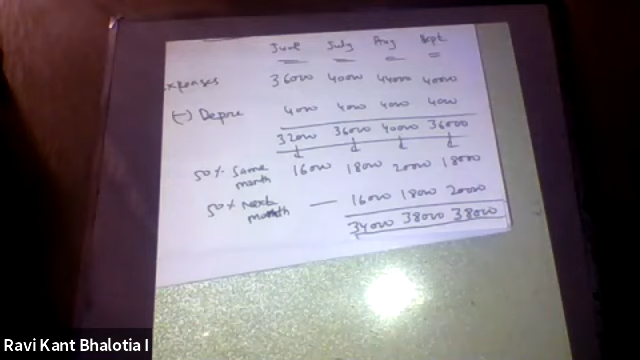 June July Aug Sept
xpenses 36000 40000 44000 40000
(-) Depre 4000 4000 4000 4000
32000 36000 40000 36000
50% Same month 16000 18000 20000 18000
50% Next month — 16000 18000 20000
34000 38000 38000
Ravi Kant Bhalotia I